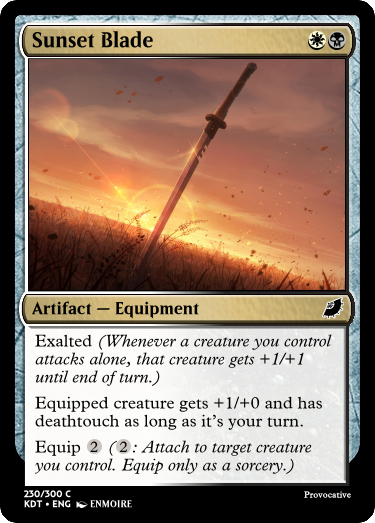 Sunset Blade
Artifact — Equipment
Exalted (Whenever a creature you control
attacks alone, that creature gets +1/+1
until end of turn.)
Equipped creature gets +1/+0 and has
deathtouch as long as it's your turn.
Equip 2 (2: Attach to target creature
you control. Equip only as a sorcery.)
230/300 C
Provocative
KDT • ENG ENMOIRE